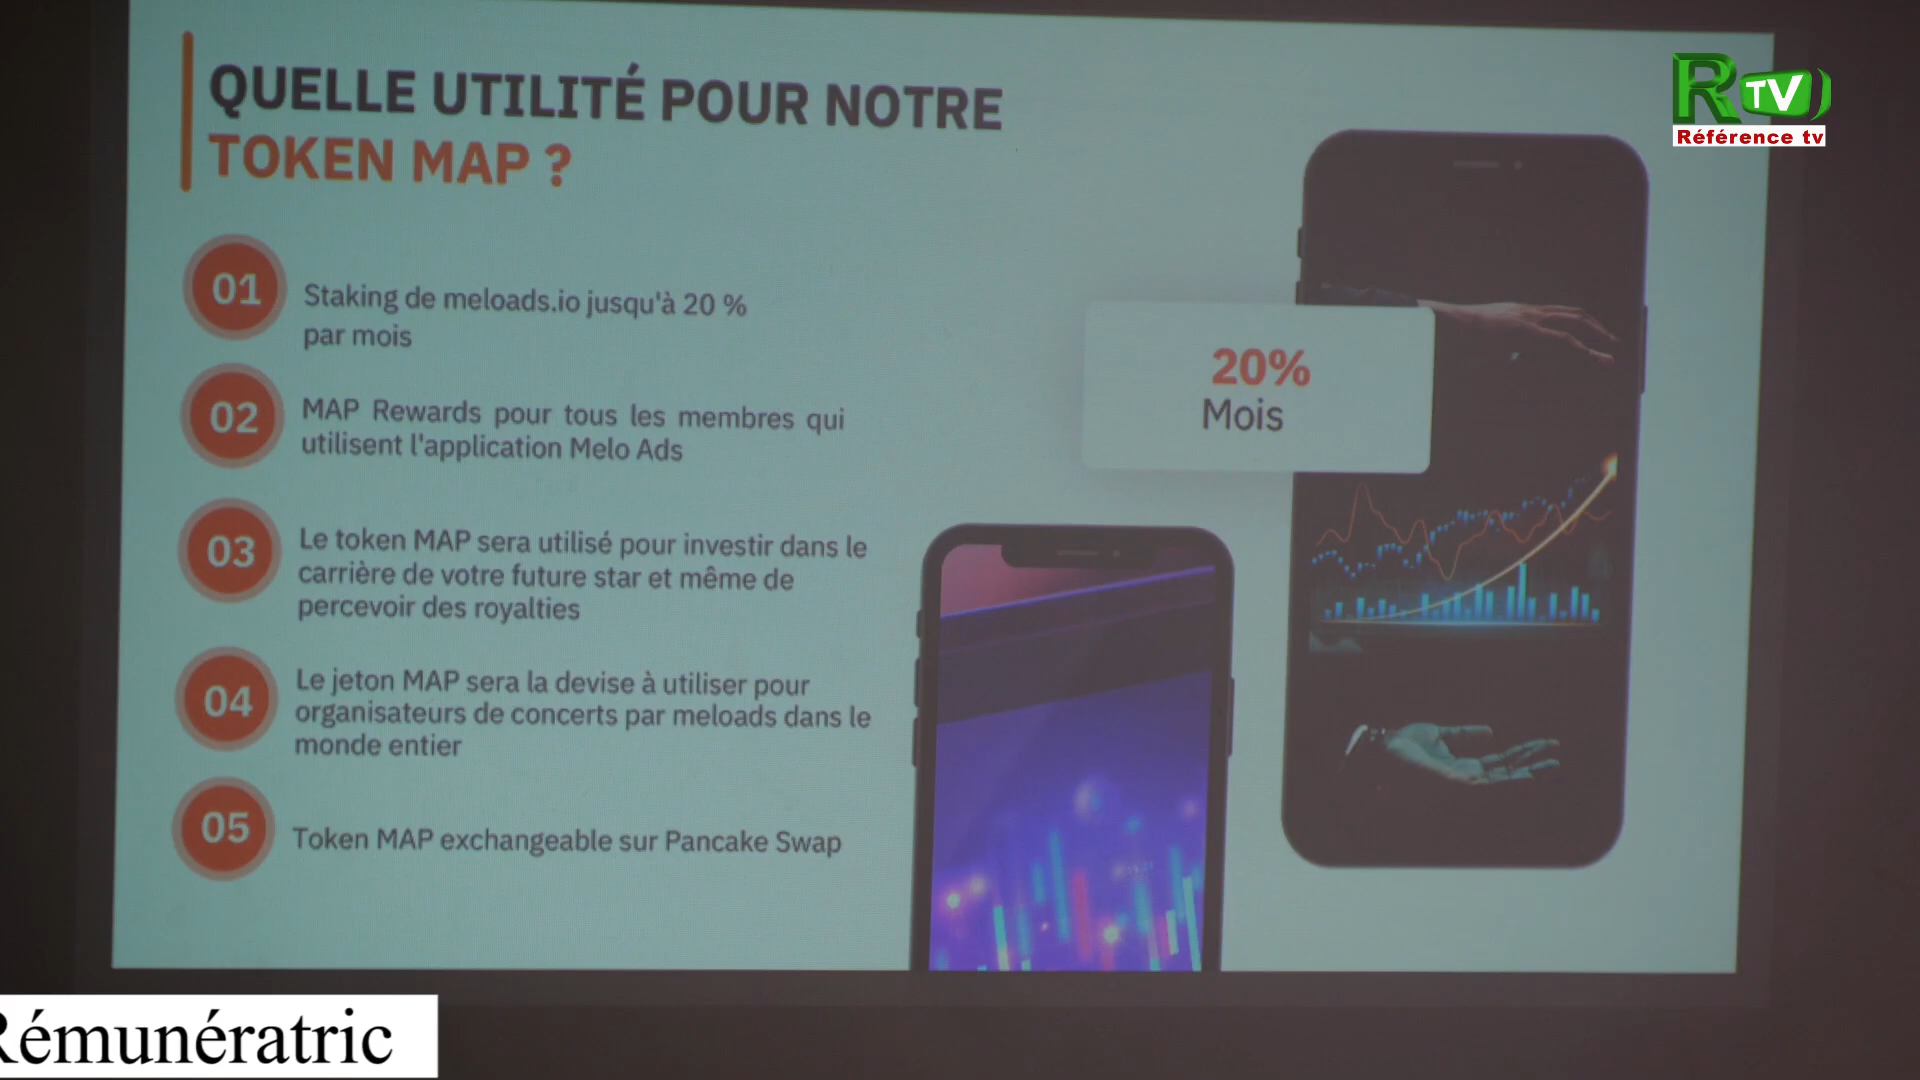 QUELLE UTILITÉ POUR NOTRE
TOKEN MAP ?
01
Staking de meloads.io jusqu'à 20 %
par mois
02
MAP Rewards pour tous les membres qui
utilisent l'application Melo Ads
03
Le token MAP sera utilisé pour investir dans le
carrière de votre future star et même de
percevoir des royalties
04
Le jeton MAP sera la devise à utiliser pour
organisateurs de concerts par meloads dans le
monde entier
05
Token MAP exchangeable sur Pancake Swap
20%
Mois
R TV
Référence tv
Rémunératric